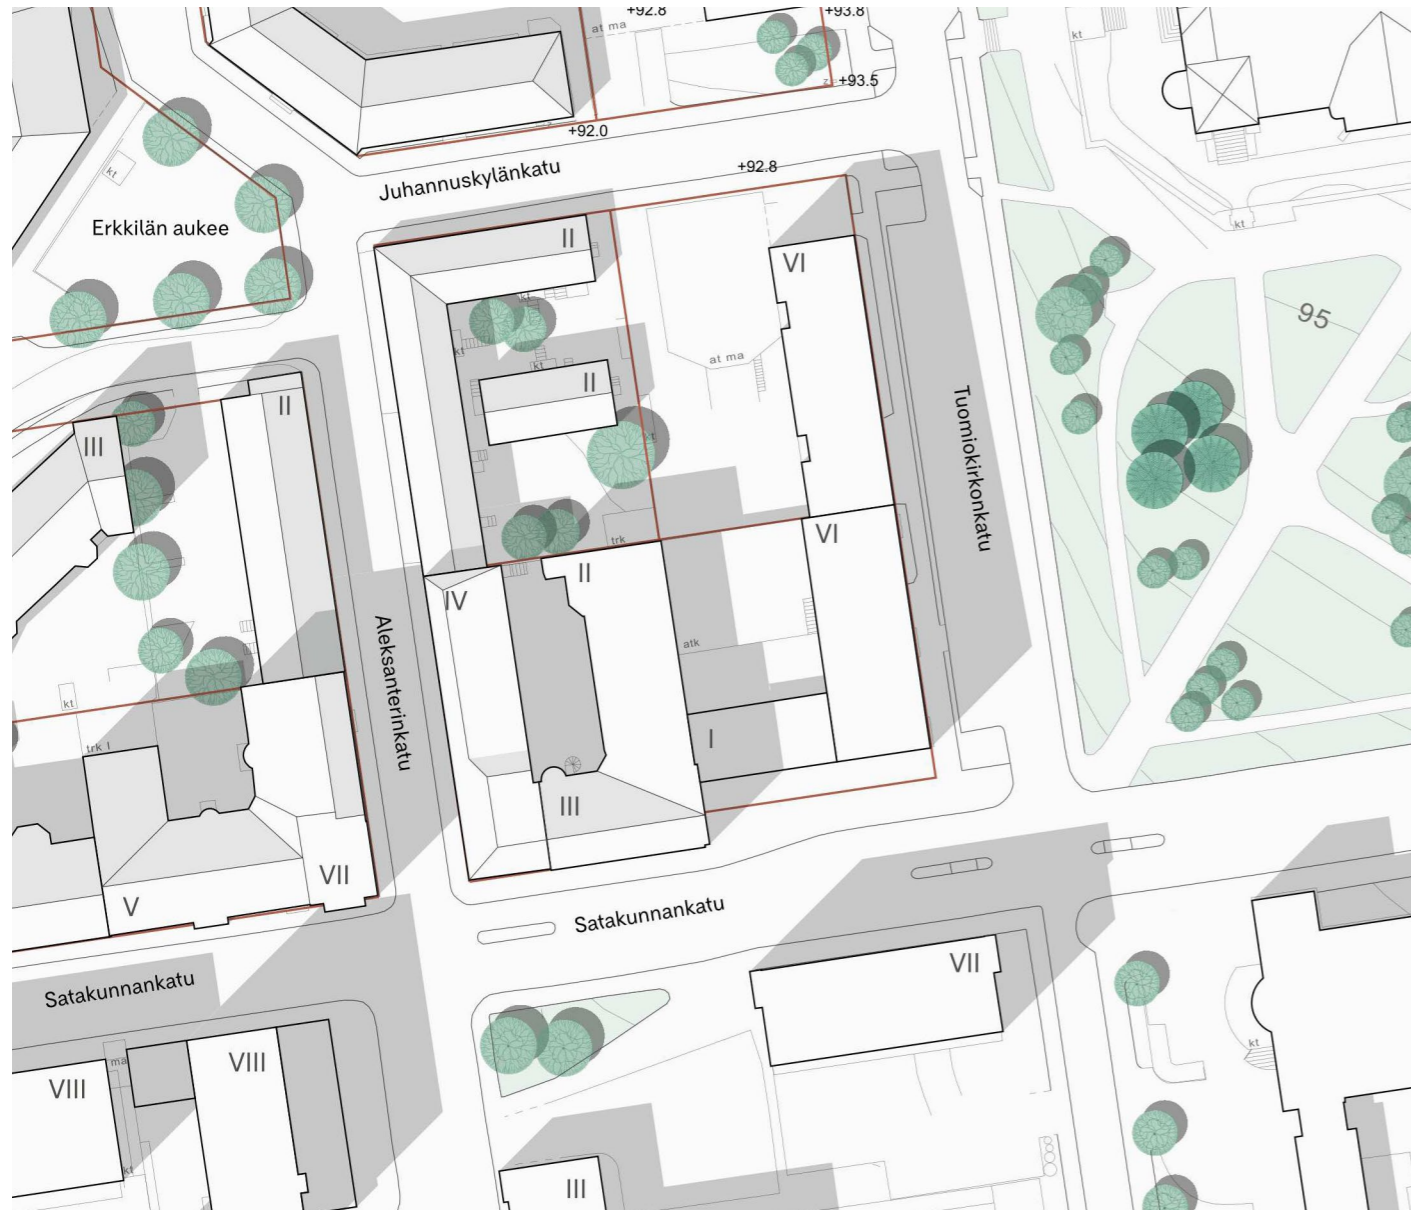 +92.8
+93.8
at ma
kt
+93.5
+92.0
+92.8
Juhannuskylänkatu
kt
Erkkilän aukee
kt
II
VI
kt
95
kt
kt
at ma
II
II
III
Tuomiokirkonkatu
trk
VI
II
IV
Aleksanterinkatu
atk
kt
trk I
I
III
VII
V
Satakunnankatu
VII
Satakunnankatu
kt
ma
VIII
VIII
kt
III